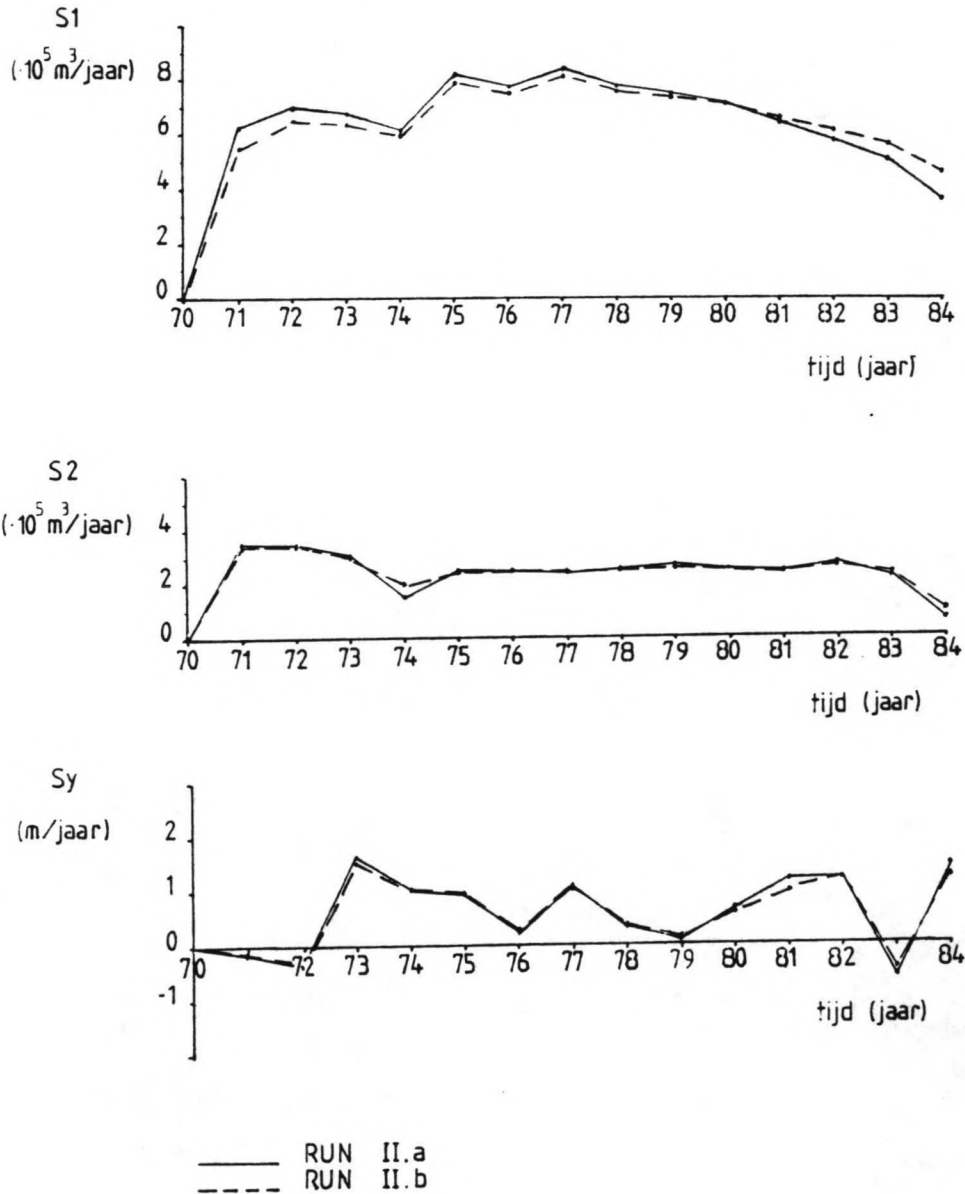 S1
(·10⁵ m³/jaar)
8
6
4
2
0
70 71 72 73 74 75 76 77 78 79 80 81 82 83 84
tijd (jaar)
S2
(·10⁵ m³/jaar)
4
2
0
70 71 72 73 74 75 76 77 78 79 80 81 82 83 84
tijd (jaar)
Sy
(m/jaar)
2
1
0
-1
70 72 73 74 75 76 77 78 79 80 81 82 84
tijd (jaar)
RUN II.a
RUN II.b